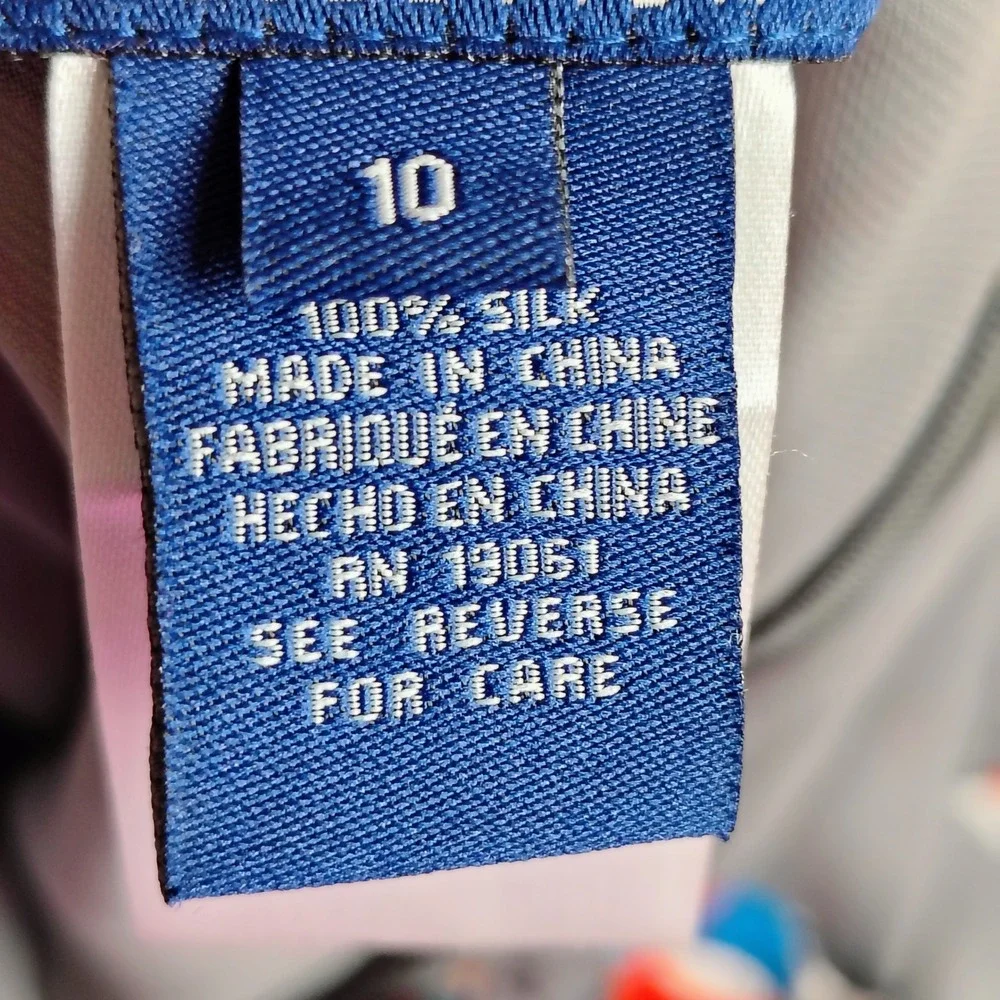 10
100% SILK
MADE IN CHINA
FABRIQUÉ EN CHINE
HECHO EN CHINA
RN 19061
SEE REVERSE
FOR CARE